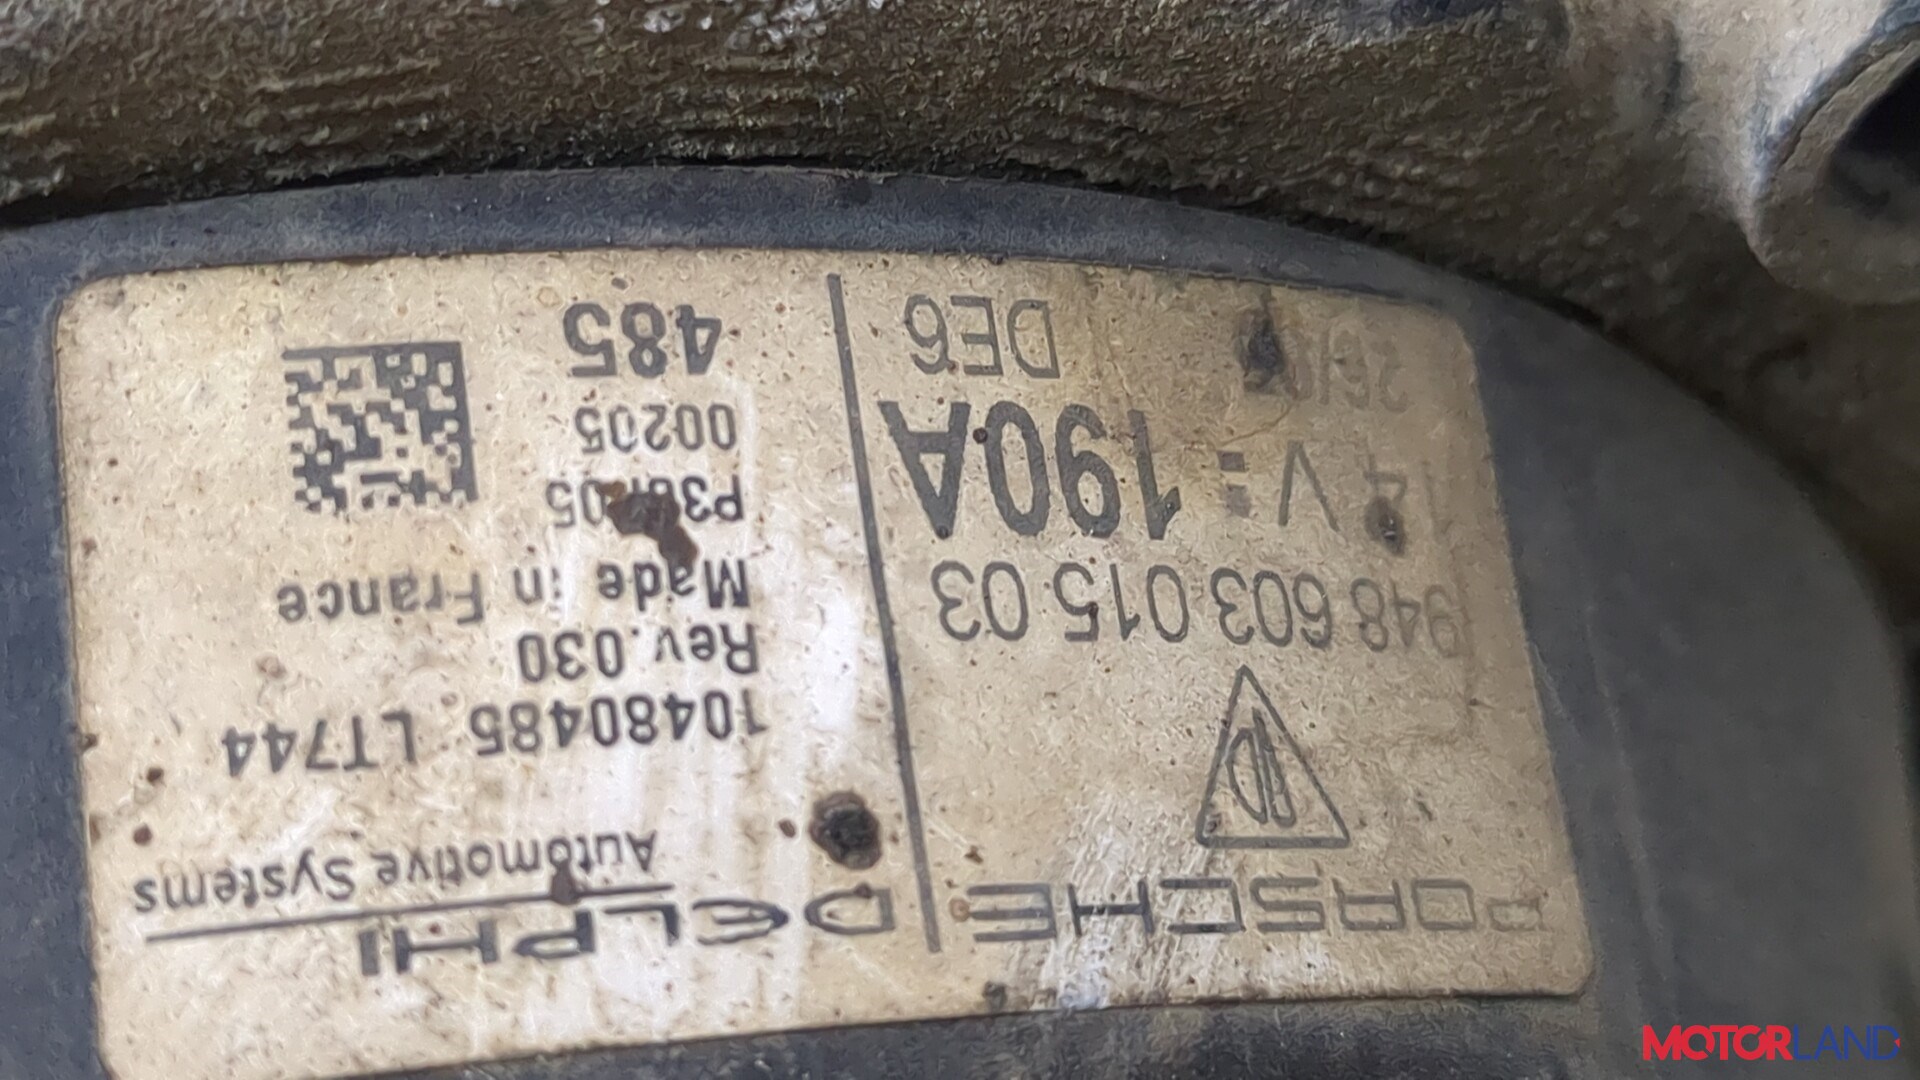 PORSCHE
948 603 015 03
14 V 190A
DE6
DELPHI
Automotive Systems
10480485 LT744
Rev.030
Made in France
00205
485
MOTORLAND